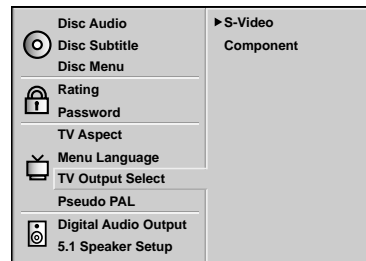 Disc Audio
Disc Subtitle
Disc Menu
Rating
Password
TV Aspect
Menu Language
TV Output Select
Pseudo PAL
Digital Audio Output
5.1 Speaker Setup
S-Video
Component